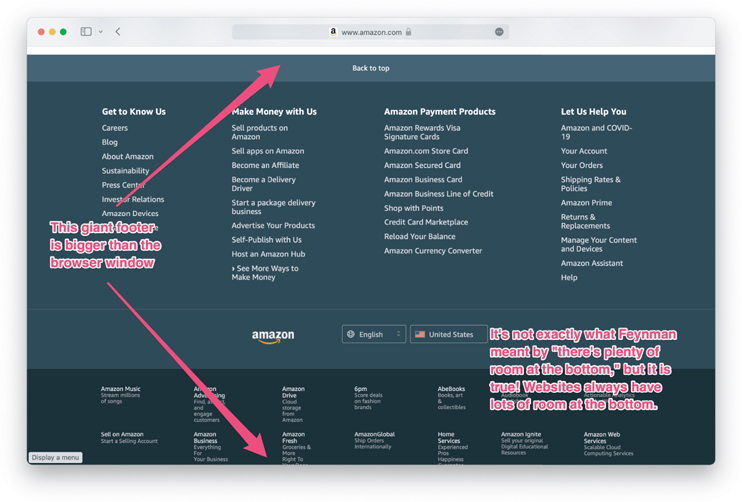 a www.amazon.com
Back to top
Get to Know Us
Careers
Blog
About Amazon
Sustainability
Press Center
Investor Relations
Amazon Devices
Make Money with Us
Sell products on
Amazon
Sell apps on Amazon
Become an Affiliate
Become a Delivery
Driver
Start a package delivery
business
Advertise Your Products
Self-Publish with Us
Host an Amazon Hub
› See More Ways to
Make Money
Amazon Payment Products
Amazon Rewards Visa
Signature Cards
Amazon.com Store Card
Amazon Secured Card
Amazon Business Card
Amazon Business Line of Credit
Shop with Points
Credit Card Marketplace
Reload Your Balance
Amazon Currency Converter
Let Us Help You
Amazon and COVID-
19
Your Account
Your Orders
Shipping Rates &
Policies
Amazon Prime
Returns &
Replacements
Manage Your Content
and Devices
Amazon Assistant
Help
This giant footer
is bigger than the
browser window
amazon
English
United States
It's not exactly what Feynman
meant by "there's plenty of
room at the bottom," but it is
true! Websites always have
lots of room at the bottom.
Amazon Music
Stream millions
of songs
Amazon
Advertising
Find, attract,
and
engage
customers
Amazon
Drive
Cloud
storage
from
Amazon
6pm
Score deals
on fashion
brands
AbeBooks
Books, art
&
collectibles
Sell on Amazon
Start a Selling Account
Amazon
Business
Everything
For
Your Business
Amazon
Fresh
Groceries &
More
Right To
AmazonGlobal
Ship Orders
Internationally
Home
Services
Experienced
Pros
Happiness
Amazon Ignite
Sell your original
Digital Educational
Resources
Amazon Web
Services
Scalable Cloud
Computing Services
Display a menu